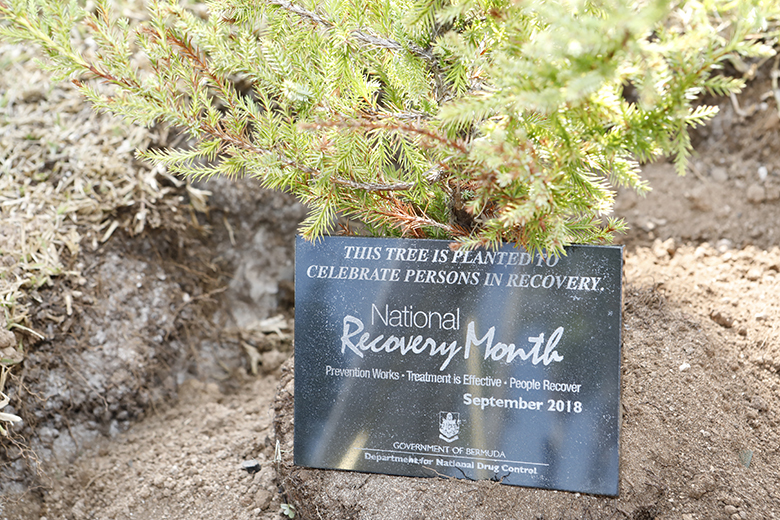 THIS TREE IS PLANTED TO
CELEBRATE PERSONS IN RECOVERY.
National
Recovery Month
Prevention Works • Treatment is Effective • People Recover
September 2018
GOVERNMENT OF BERMUDA
Department for National Drug Control